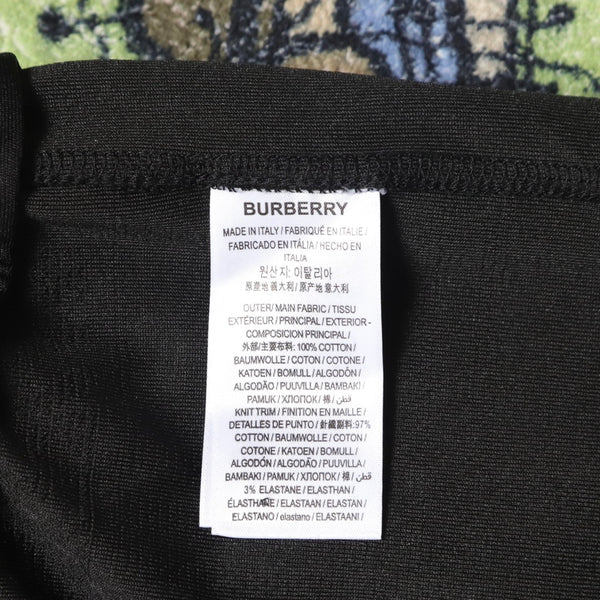 BURBERRY
MADE IN ITALY / FABRIQUÉ EN ITALIE /
FABRICADO EN ITÁLIA / HECHO EN
ITALIA
원산지: 이탈리아
原産地義大利 / 原产地意大利
OUTER / MAIN FABRIC / TISSU
EXTÉRIEUR / PRINCIPAL / EXTERIOR -
COMPOSICION PRINCIPAL /
外部/主要布料: 100% COTTON /
BAUMWOLLE / COTON / COTONE /
KATOEN / BOMULL / ALGODÓN /
ALGODÃO / PUUVILLA / BAMBAKI /
PAMUK / ХЛОПОК / 棉 / قطن /
KNIT TRIM / FINITION EN MAILLE /
DETALLES DE PUNTO / 針織副料: 97%
COTTON / BAUMWOLLE / COTON /
COTONE / KATOEN / BOMULL /
ALGODÓN / ALGODÃO / PUUVILLA /
BAMBAKI / PAMUK / ХЛОПОК / 棉 / قطن /
3% ELASTANE / ELASTHAN /
ÉLASTHANE / ELASTAAN / ELASTAN /
ELASTANO / elastano / ELASTAANI /